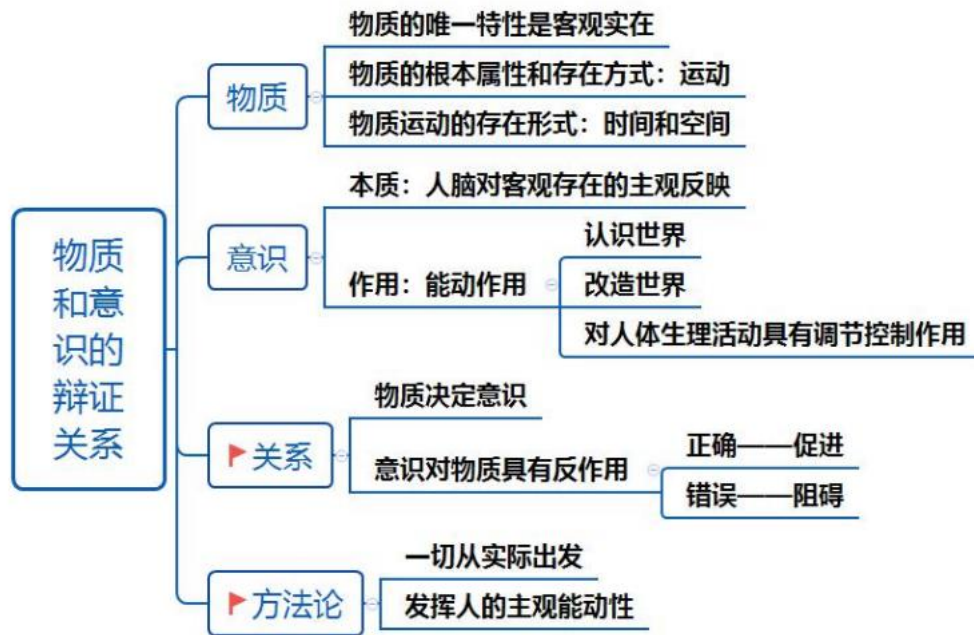 物质
和意
识的
辩证
关系
物质
物质的唯一特性是客观实在
物质的根本属性和存在方式：运动
物质运动的存在形式：时间和空间
意识
本质：人脑对客观存在的主观反映
作用：能动作用
认识世界
改造世界
对人体生理活动具有调节控制作用
关系
物质决定意识
意识对物质具有反作用
正确——促进
错误——阻碍
方法论
一切从实际出发
发挥人的主观能动性